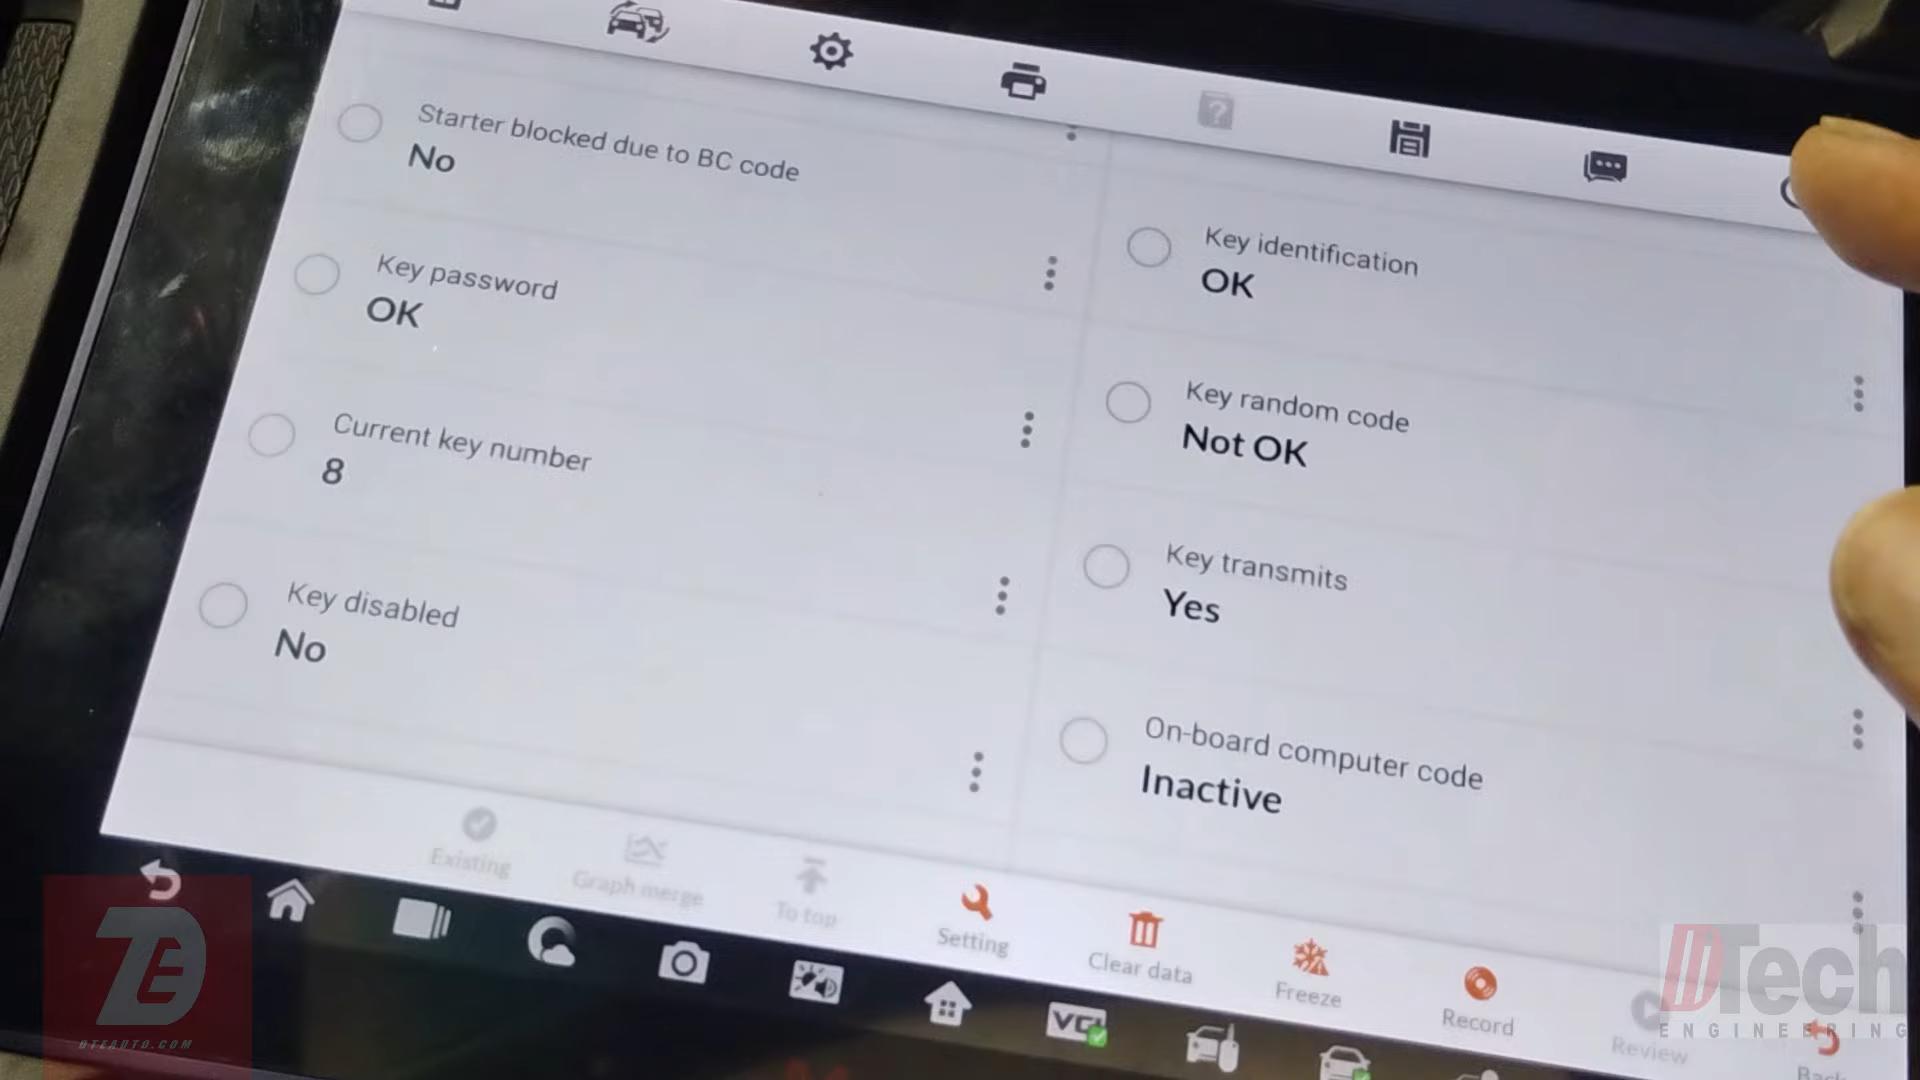 Starter blocked due to BC code
No
Key password
OK
Current key number
8
Key disabled
No
Key identification
OK
Key random code
Not OK
Key transmits
Yes
On-board computer code
Inactive
Existing
Graph merge
To top
Setting
Clear data
Freeze
Record
Review
Back
VCI
DTEAUTO.COM
DTech
ENGINEERING